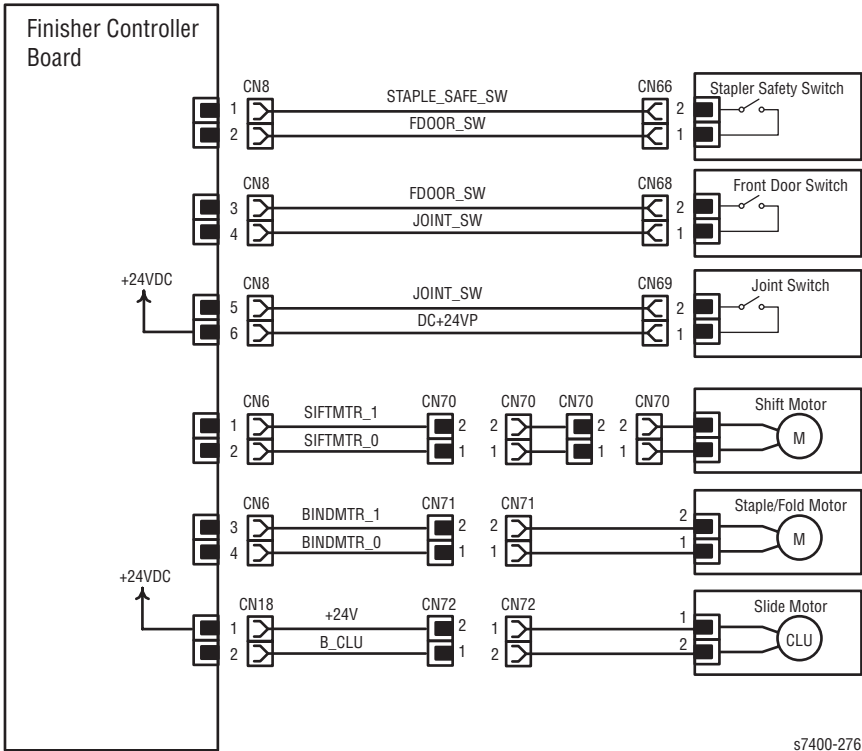 Finisher Controller
Board
CN8
CN66
Stapler Safety Switch
1
STAPLE_SAFE_SW
2
2
FDOOR_SW
1
CN8
CN68
Front Door Switch
3
FDOOR_SW
2
4
JOINT_SW
1
+24VDC
CN8
CN69
Joint Switch
5
JOINT_SW
2
6
DC+24VP
1
CN6
CN70
CN70
CN70
CN70
Shift Motor
1
SIFTMTR_1
2
2
2
2
M
2
SIFTMTR_0
1
1
1
1
CN6
CN71
CN71
Staple/Fold Motor
3
BINDMTR_1
2
2
2
M
4
BINDMTR_0
1
1
1
+24VDC
CN18
CN72
CN72
Slide Motor
1
+24V
2
1
1
CLU
2
B_CLU
1
2
2
s7400-276